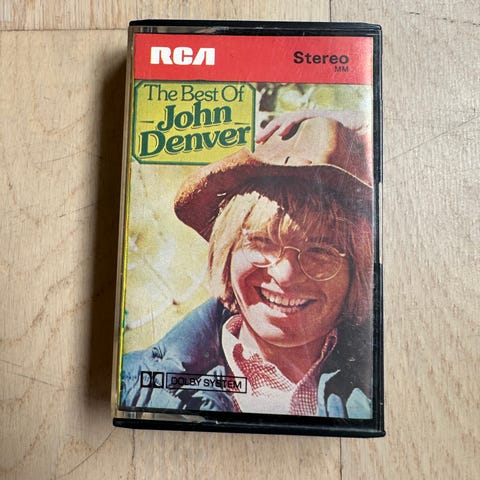 RCA
Stereo
MM
The Best Of
John
Denver
DOLBY SYSTEM